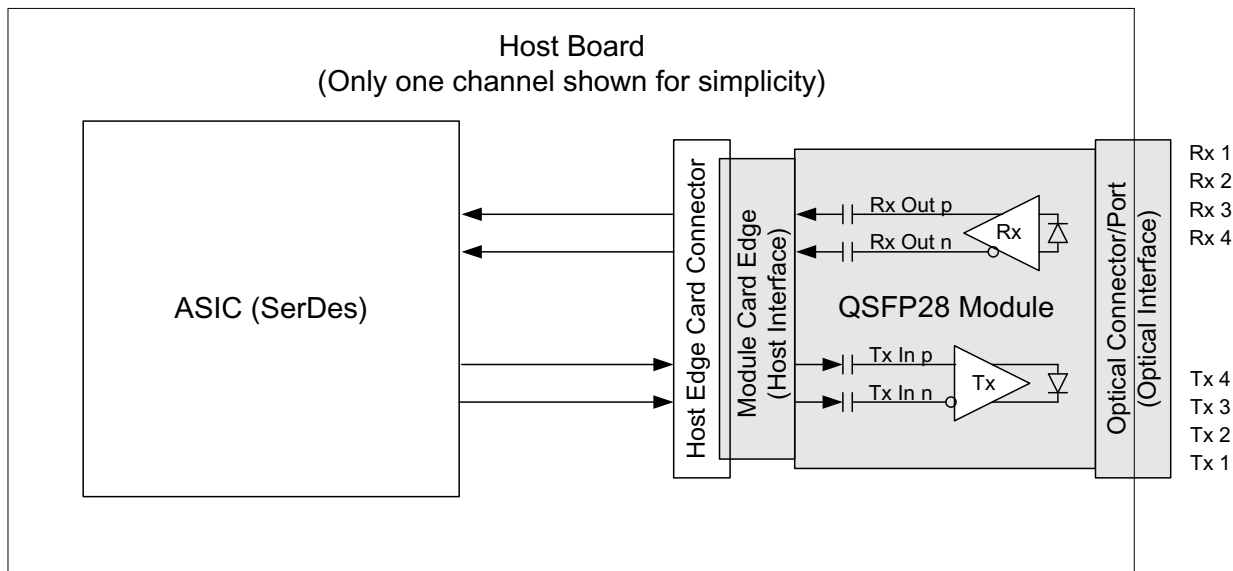 Host Board
(Only one channel shown for simplicity)
ASIC (SerDes)
Host Edge Card Connector
Module Card Edge
(Host Interface)
Rx Out p
Rx Out n
Rx
QSFP28 Module
Tx In p
Tx In n
Tx
Optical Connector/Port
(Optical Interface)
Rx 1
Rx 2
Rx 3
Rx 4
Tx 4
Tx 3
Tx 2
Tx 1